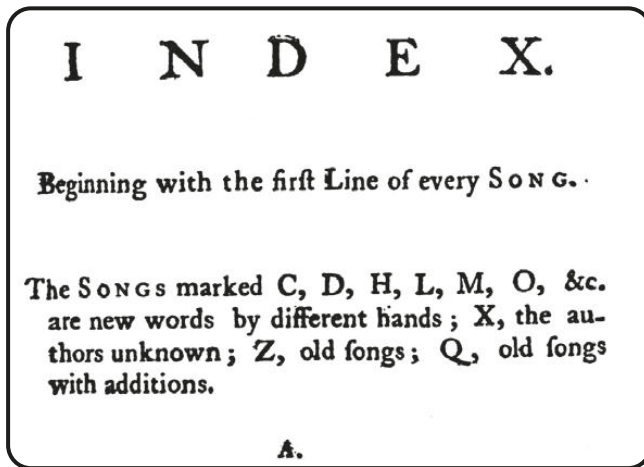 I N D E X.
Beginning with the firſt Line of every SONG.
The SONGS marked C, D, H, L, M, O, &c.
are new words by different hands ; X, the au-
thors unknown ; Z, old ſongs ; Q, old ſongs
with additions.
A.